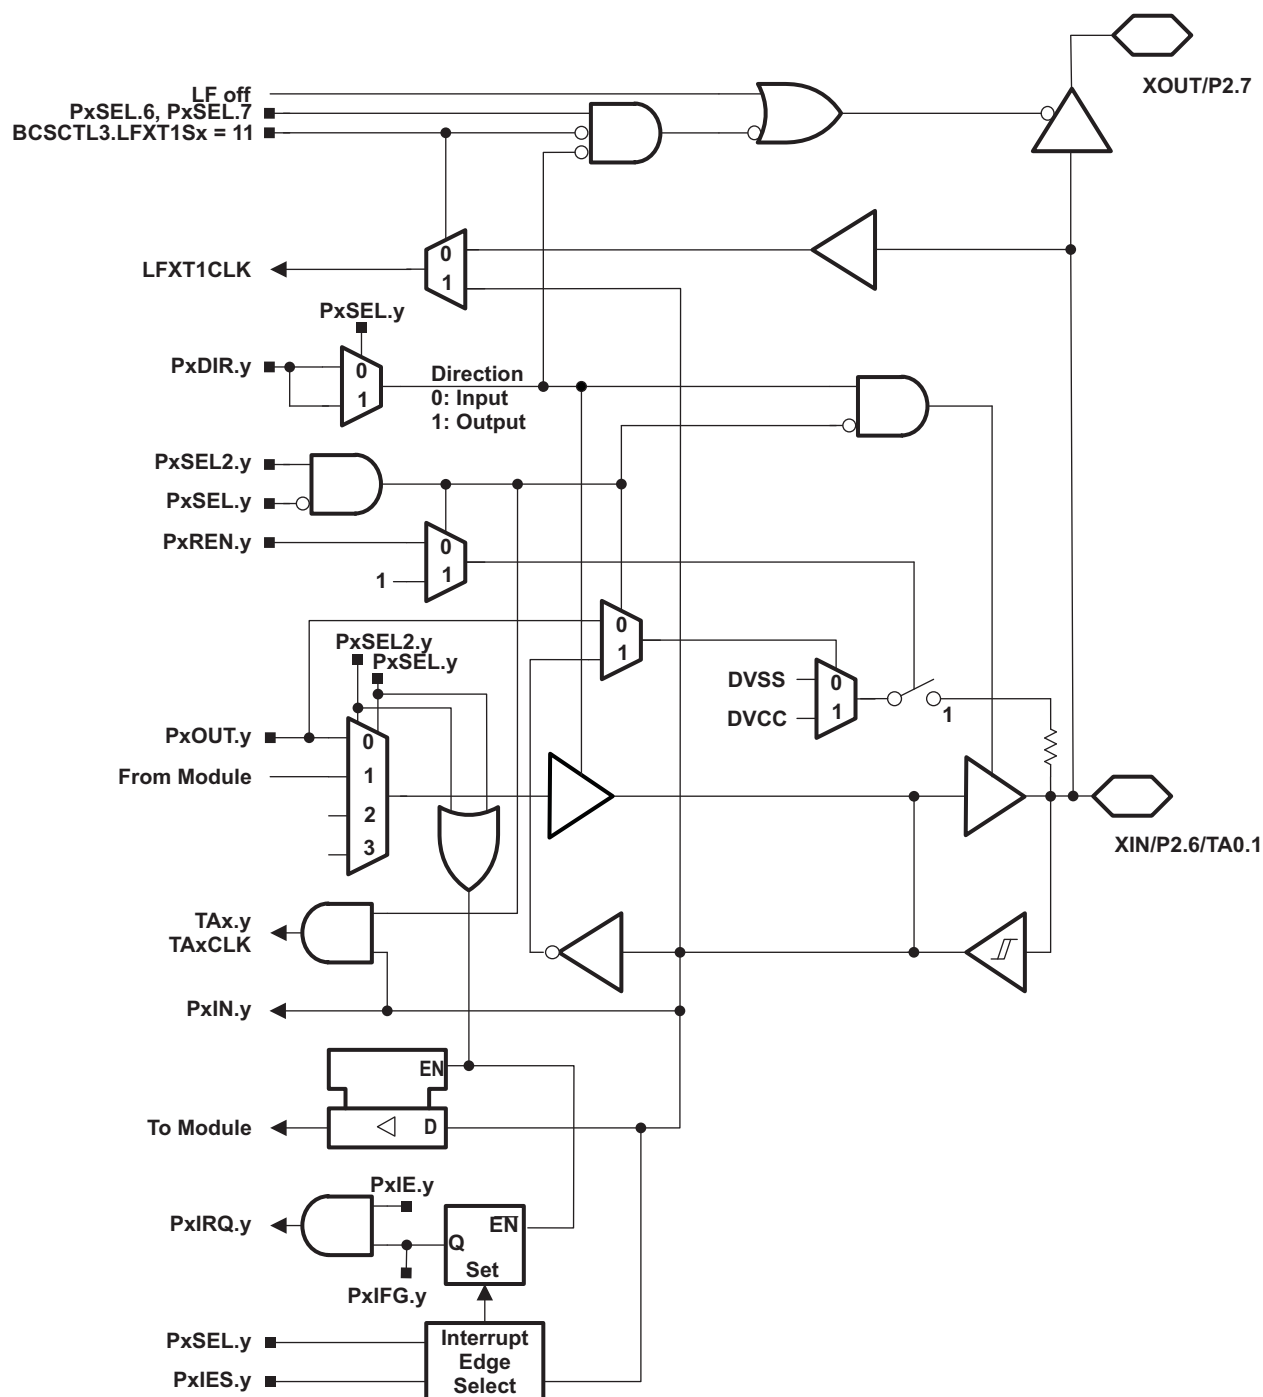 XOUT/P2.7
LF off
PxSEL.6, PxSEL.7
BCSCTL3.LFXT1Sx = 11
0
1
LFXT1CLK
PxSEL.y
PxDIR.y
0
1
Direction
0: Input
1: Output
PxSEL2.y
PxSEL.y
PxREN.y
0
1
1
0
1
PxSEL2.y
PxSEL.y
DVSS
DVCC
0
1
1
PxOUT.y
From Module
0
1
2
3
XIN/P2.6/TA0.1
TAx.y
TAxCLK
PxIN.y
EN
To Module
D
PxIE.y
PxIRQ.y
EN
Q
Set
PxIFG.y
PxSEL.y
PxIES.y
Interrupt
Edge
Select